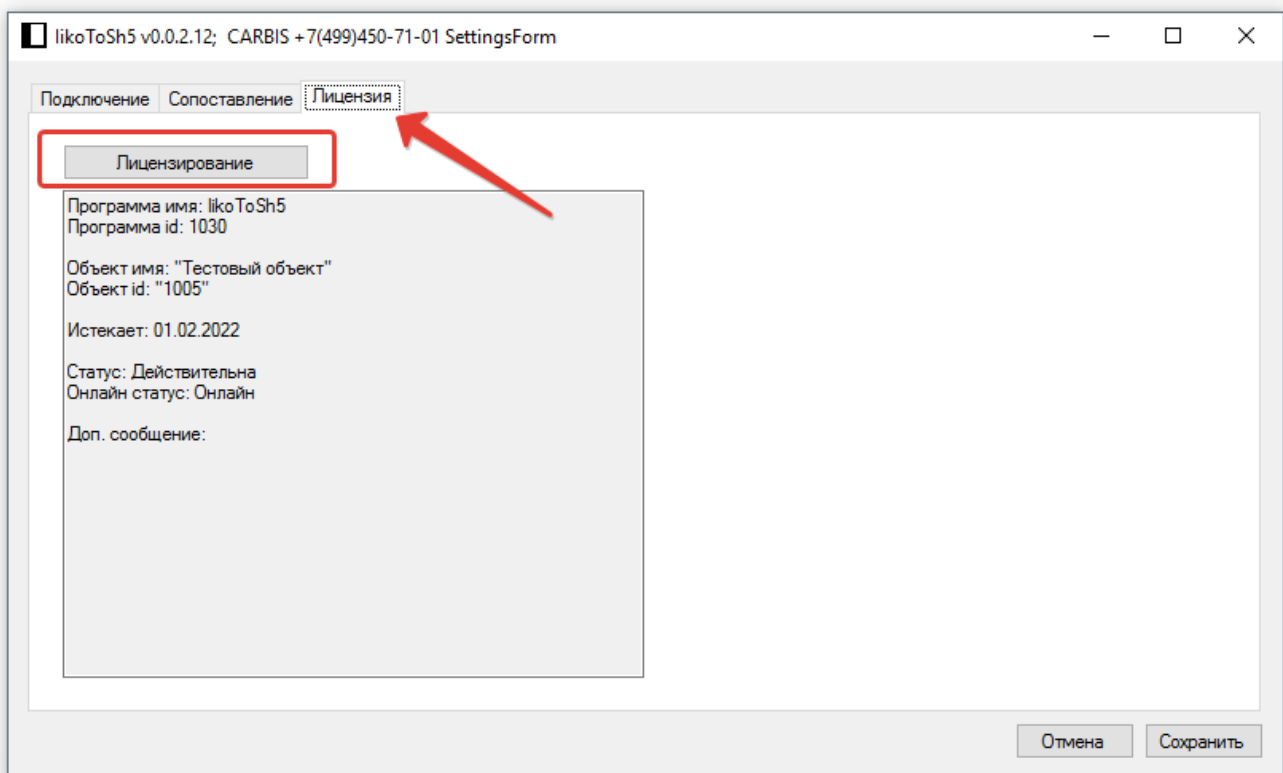 IikoToSh5 v0.0.2.12; CARBIS +7(499)450-71-01 SettingsForm
Подключение Сопоставление Лицензия
Лицензирование
Программа имя: IikoToSh5
Программа id: 1030
Объект имя: "Тестовый объект"
Объект id: "1005"
Истекает: 01.02.2022
Статус: Действительна
Онлайн статус: Онлайн
Доп. сообщение:
Отмена Сохранить